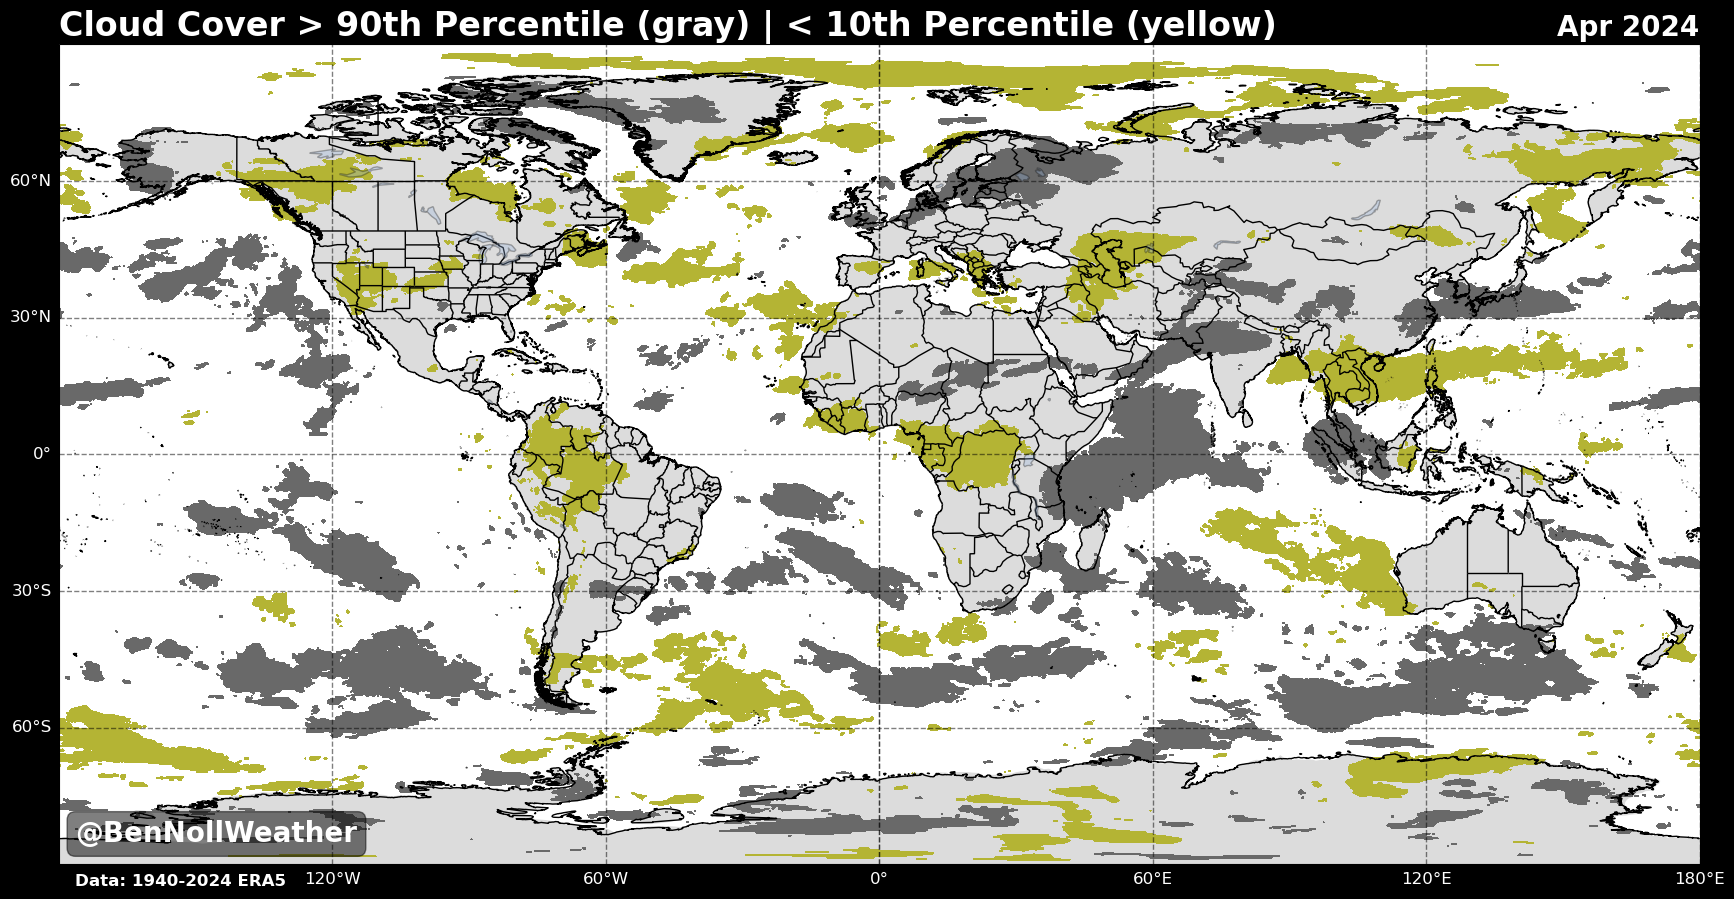 Cloud Cover > 90th Percentile (gray) | < 10th Percentile (yellow)
Apr 2024
60°N
30°N
0°
30°S
60°S
@BenNollWeather
Data: 1940-2024 ERA5
120°W
60°W
0°
60°E
120°E
180°E